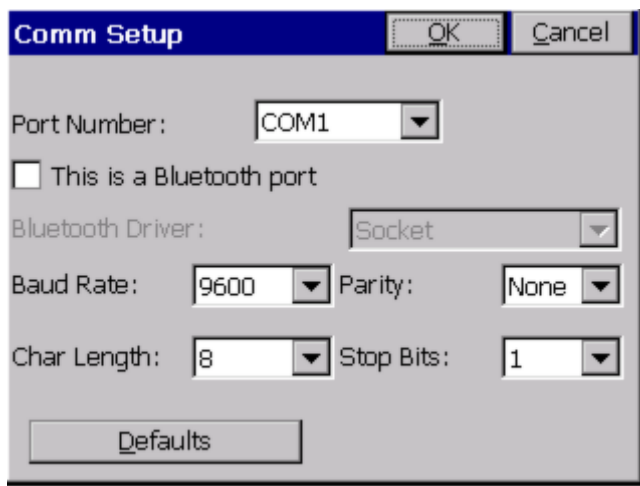 Comm Setup OK Cancel
Port Number: COM1
This is a Bluetooth port
Bluetooth Driver: Socket
Baud Rate: 9600 Parity: None
Char Length: 8 Stop Bits: 1
Defaults